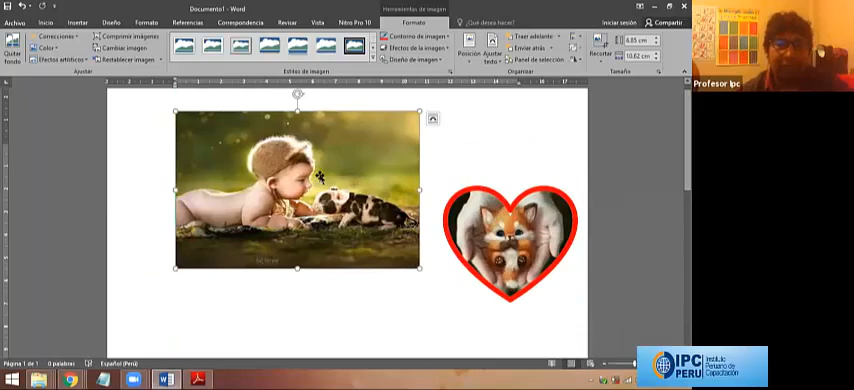 Documento1 - Word
Herramientas de imagen
Archivo Inicio Insertar Diseño Formato Referencias Correspondencia Revisar Vista Nitro Pro 10 Formato ¿Qué desea hacer? Iniciar sesión Compartir
Quitar fondo
Correcciones
Color
Efectos artísticos
Comprimir imágenes
Cambiar imagen
Restablecer imagen
Ajustar
Estilos de imagen
Contorno de imagen
Efectos de la imagen
Diseño de imagen
Posición
Ajustar texto
Traer adelante
Enviar atrás
Panel de selección
Organizar
Recortar
6.85 cm
10.62 cm
Tamaño
Profesor Ipc
Página 1 de 1 0 palabras Español (Perú)
IPC PERU
Instituto
Peruano de
Capacitación